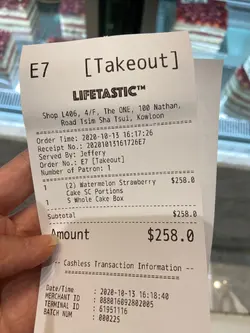 E7 [Takeout]
LIFETASTIC™
Shop L406, 4/F, The ONE, 100 Nathan,
Road Tsim Sha Tsui, Kowloon
Order Time: 2020-10-13 16:17:26
Receipt No.: 20201013161726E7
Served By: Jeffery
Order No.: E7 [Takeout]
Number of Patron: 1
1 (2) Watermelon Strawberry $258.0
Cake SC Portions
1 S Whole Cake Box
Subtotal $258.0
Amount $258.0
-- Cashless Transaction Information --
Date/Time : 2020-10-13 16:18:40
MERCHANT ID : 088016092802005
TERMINAL ID : 61951116
BATCH NUM : 000225